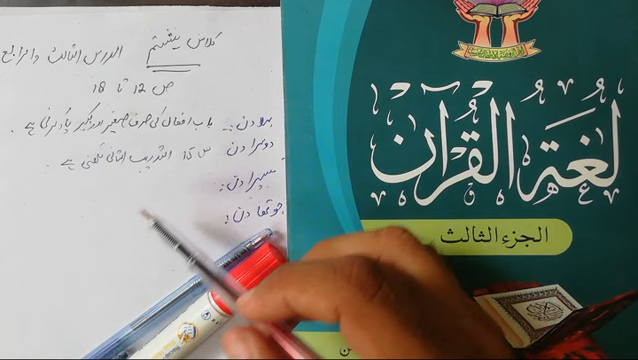 کلاس ہشتم الدرس الثالث والرابع
ص 12 تا 18
پہلا دن: باب افعال کی صرف صغیر اور کبیر یاد کرنی ہے۔
دوسرا دن ص 15 التدریب الثانی لکھنی ہے۔
تیسرا دن:
چوتھا دن:
لغة القرآن
الجزء الثالث